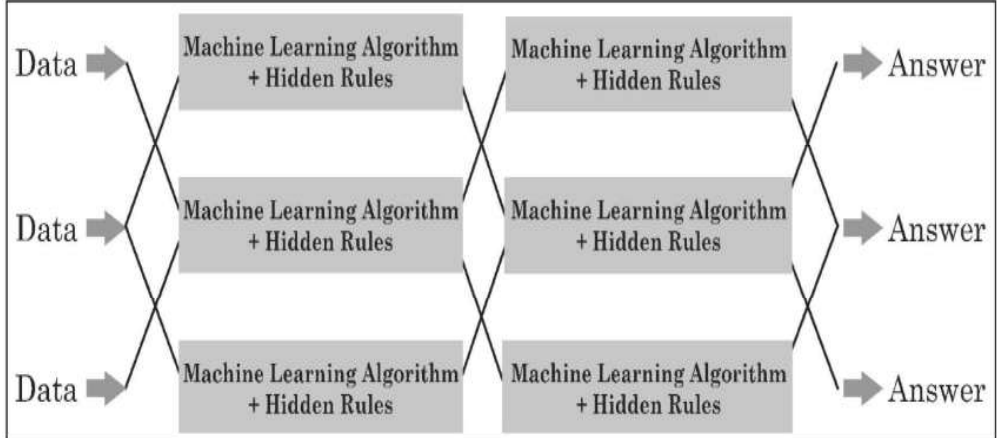 Data
Machine Learning Algorithm
+ Hidden Rules
Machine Learning Algorithm
+ Hidden Rules
Answer
Data
Machine Learning Algorithm
+ Hidden Rules
Machine Learning Algorithm
+ Hidden Rules
Answer
Data
Machine Learning Algorithm
+ Hidden Rules
Machine Learning Algorithm
+ Hidden Rules
Answer